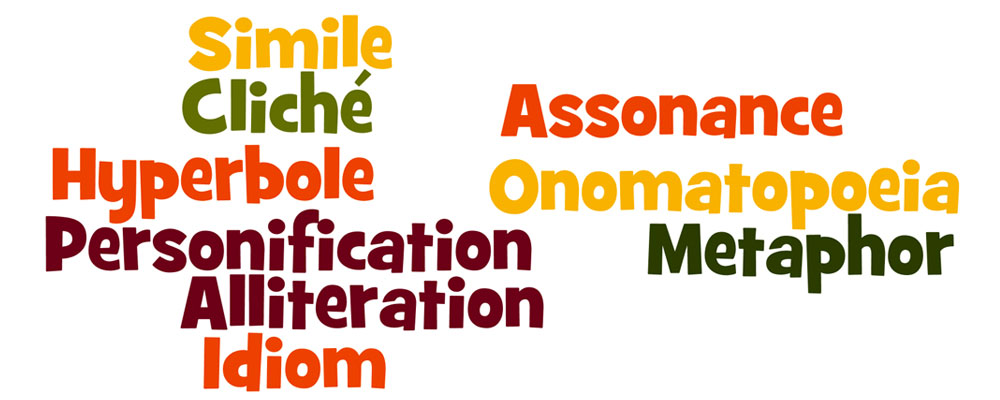 Simile
Cliché
Hyperbole
Personification
Alliteration
Idiom
Assonance
Onomatopoeia
Metaphor